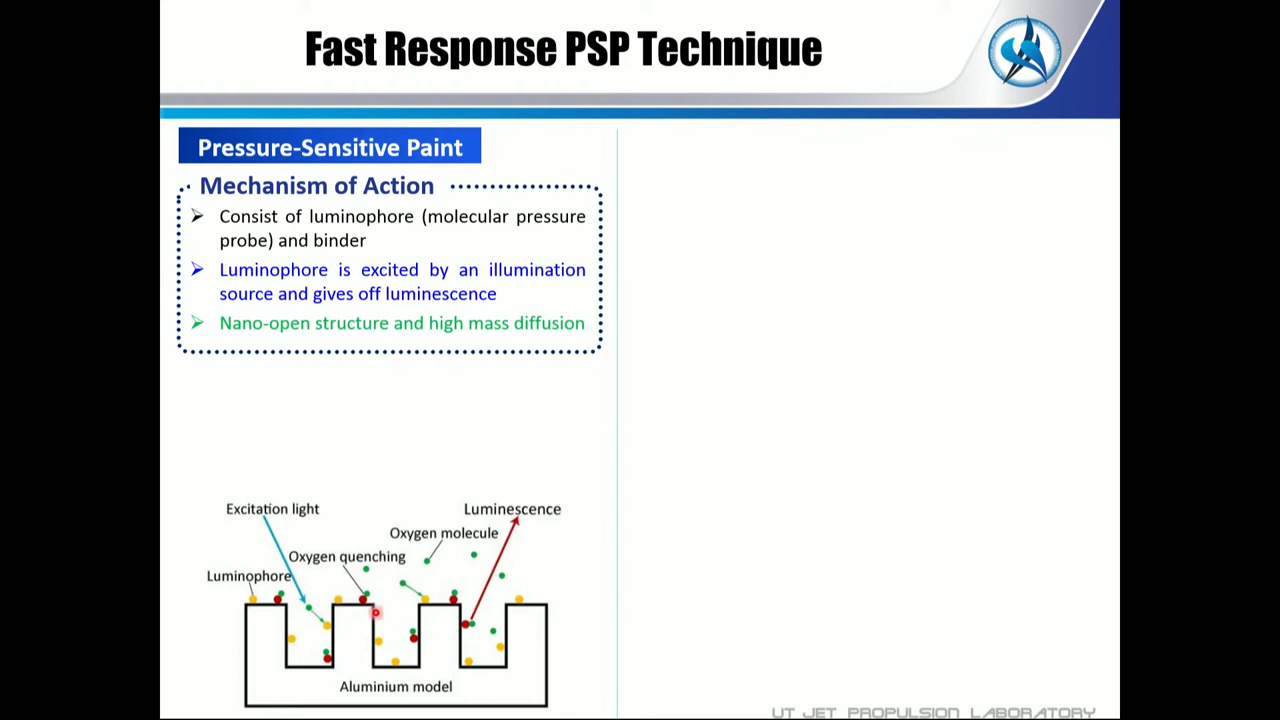 Fast Response PSP Technique
Pressure-Sensitive Paint
Mechanism of Action
Consist of luminophore (molecular pressure
probe) and binder
Luminophore is excited by an illumination
source and gives off luminescence
Nano-open structure and high mass diffusion
Excitation light
Luminescence
Oxygen molecule
Oxygen quenching
Luminophore
Aluminium model
UT JET PROPULSION LABORATORY